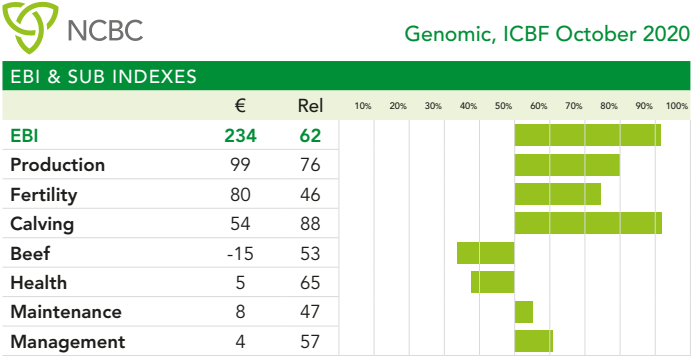 NCBC
Genomic, ICBF October 2020
EBI & SUB INDEXES
€ Rel 10% 20% 30% 40% 50% 60% 70% 80% 90% 100%
EBI 234 62
Production 99 76
Fertility 80 46
Calving 54 88
Beef -15 53
Health 5 65
Maintenance 8 47
Management 4 57